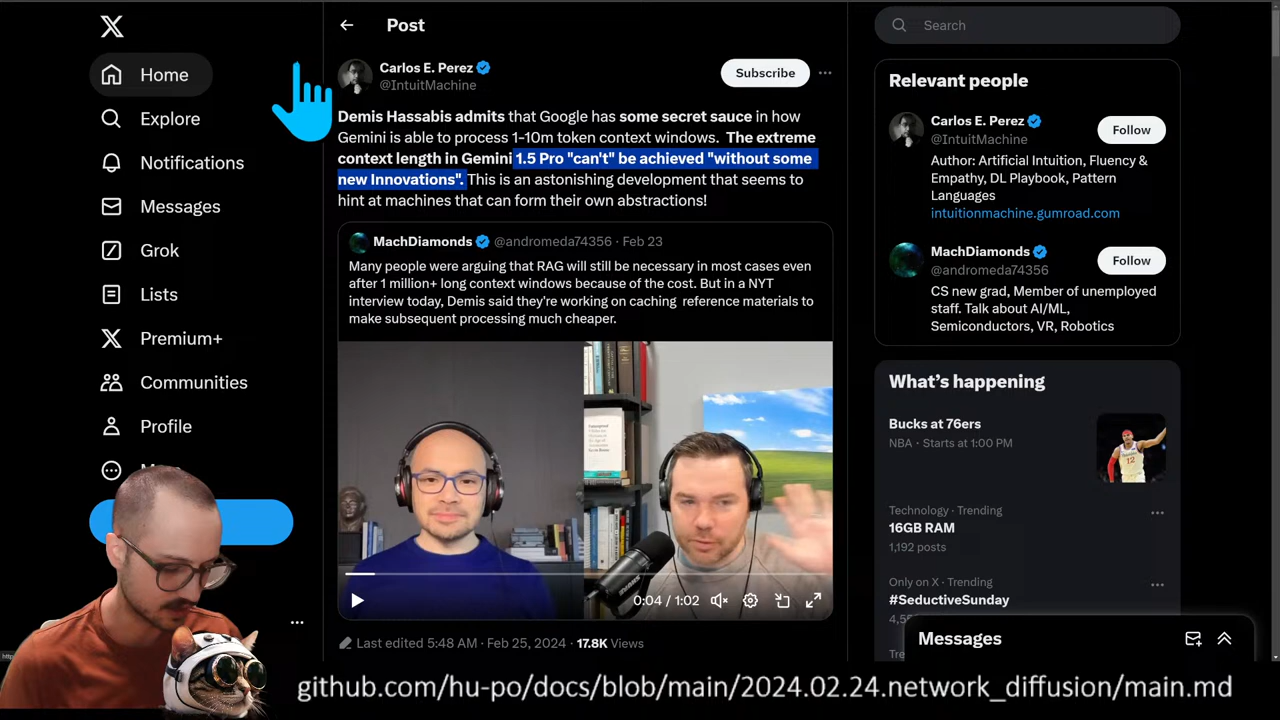 Home
Explore
Notifications
Messages
Grok
Lists
Premium+
Communities
Profile
Post
Carlos E. Perez
@IntuitMachine
Subscribe
Demis Hassabis admits that Google has some secret sauce in how
Gemini is able to process 1-10m token context windows. The extreme
context length in Gemini 1.5 Pro "can't" be achieved "without some
new Innovations". This is an astonishing development that seems to
hint at machines that can form their own abstractions!
MachDiamonds @andromeda74356 · Feb 23
Many people were arguing that RAG will still be necessary in most cases even
after 1 million+ long context windows because of the cost. But in a NYT
interview today, Demis said they're working on caching reference materials to
make subsequent processing much cheaper.
0:04 / 1:02
Last edited 5:48 AM · Feb 25, 2024 · 17.8K Views
Search
Relevant people
Carlos E. Perez
@IntuitMachine
Follow
Author: Artificial Intuition, Fluency &
Empathy, DL Playbook, Pattern
Languages
intuitionmachine.gumroad.com
MachDiamonds
@andromeda74356
Follow
CS new grad, Member of unemployed
staff. Talk about AI/ML,
Semiconductors, VR, Robotics
What's happening
Bucks at 76ers
NBA · Starts at 1:00 PM
Technology · Trending
16GB RAM
1,192 posts
Only on X · Trending
#SeductiveSunday
Messages
github.com/hu-po/docs/blob/main/2024.02.24.network_diffusion/main.md